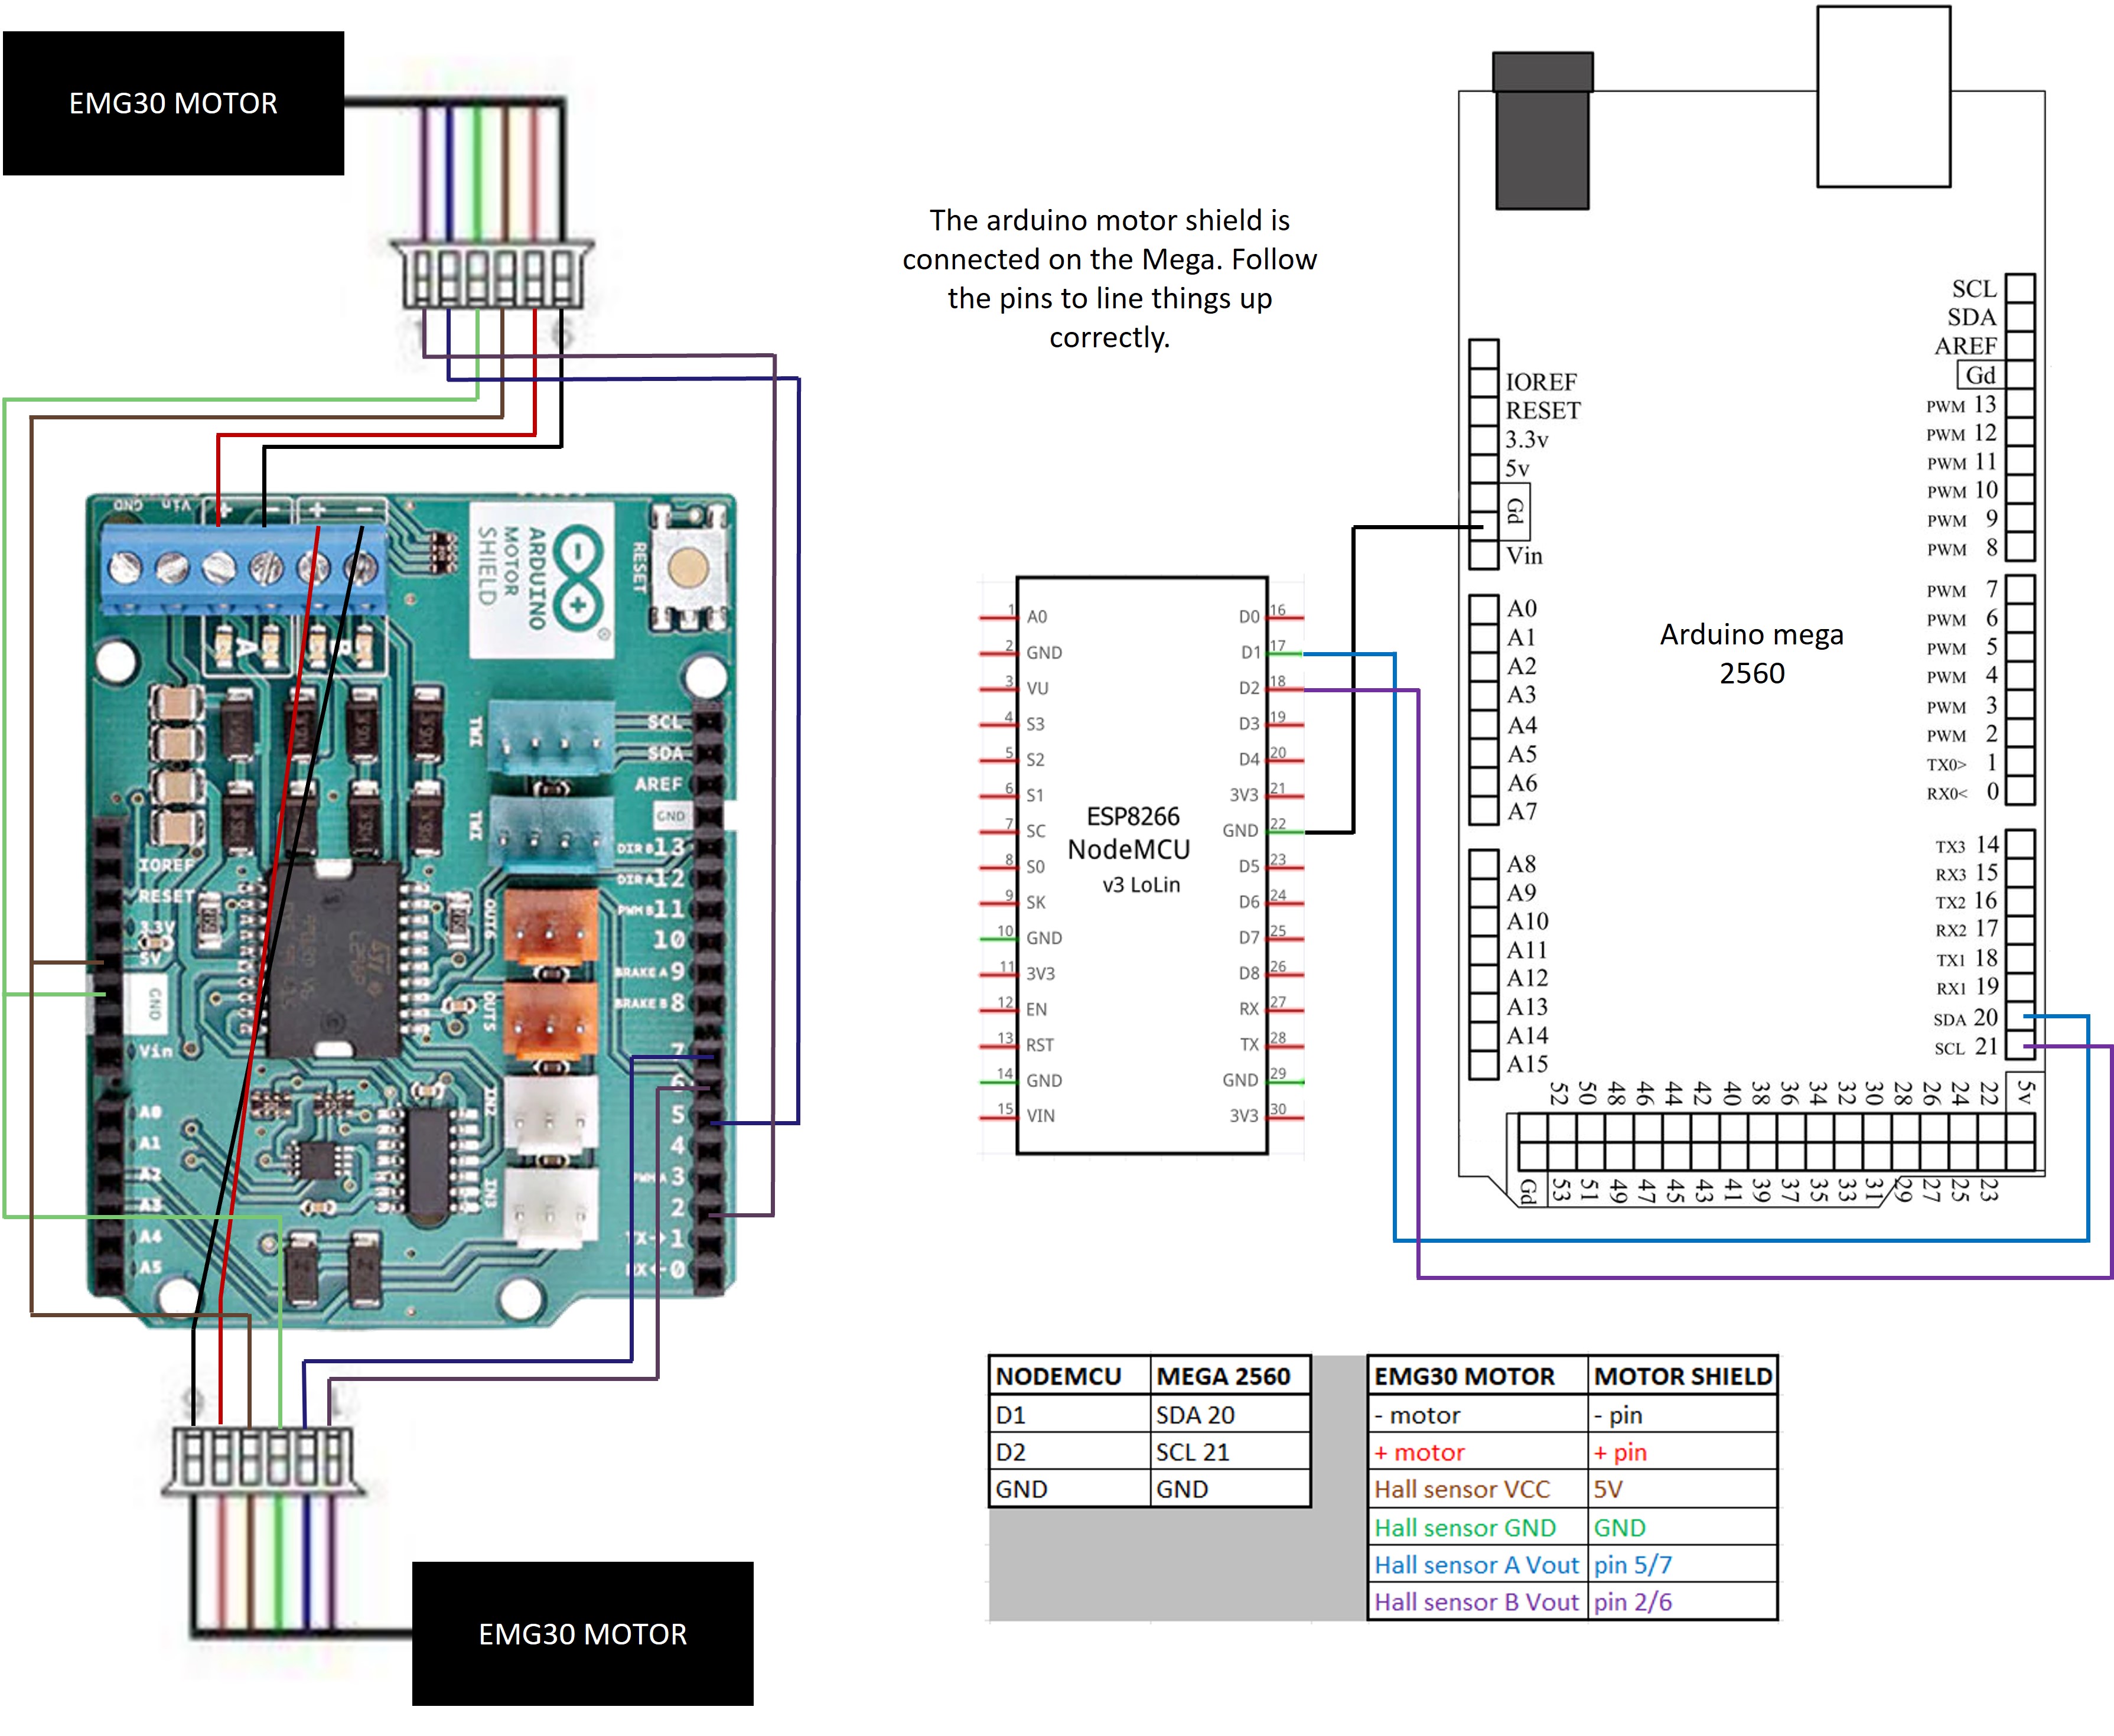 EMG30 MOTOR
1
6
The arduino motor shield is
connected on the Mega. Follow
the pins to line things up
correctly.
GND
Vin
+
−
+
−
ARDUINO
MOTOR
SHIELD
RESET
A
B
TWI
SCL
SDA
AREF
GND
TWI
DIR B 13
DIR A 12
PWM B 11
10
BRAKE A 9
BRAKE B 8
OUT6
OUT5
IOREF
RESET
3.3V
5V
GND
Vin
7
6
5
4
PWM A 3
2
TX→1
RX←0
IN2
IN3
A0
A1
A2
A3
A4
A5
6
1
EMG30 MOTOR
1 A0
2 GND
3 VU
4 S3
5 S2
6 S1
7 SC
8 S0
9 SK
10 GND
11 3V3
12 EN
13 RST
14 GND
15 VIN
ESP8266
NodeMCU
v3 LoLin
D0 16
D1 17
D2 18
D3 19
D4 20
3V3 21
GND 22
D5 23
D6 24
D7 25
D8 26
RX 27
TX 28
GND 29
3V3 30
IOREF
RESET
3.3v
5v
Gd
Vin
A0
A1
A2
A3
A4
A5
A6
A7
A8
A9
A10
A11
A12
A13
A14
A15
Arduino mega
2560
SCL
SDA
AREF
Gd
PWM 13
PWM 12
PWM 11
PWM 10
PWM 9
PWM 8
PWM 7
PWM 6
PWM 5
PWM 4
PWM 3
PWM 2
TX0> 1
RX0< 0
TX3 14
RX3 15
TX2 16
RX2 17
TX1 18
RX1 19
SDA 20
SCL 21
52 50 48 46 44 42 40 38 36 34 32 30 28 26 24 22 5v
Gd 53 51 49 47 45 43 41 39 37 35 33 31 29 27 25 23
NODEMCU MEGA 2560
D1 SDA 20
D2 SCL 21
GND GND
EMG30 MOTOR MOTOR SHIELD
- motor - pin
+ motor + pin
Hall sensor VCC 5V
Hall sensor GND GND
Hall sensor A Vout pin 5/7
Hall sensor B Vout pin 2/6